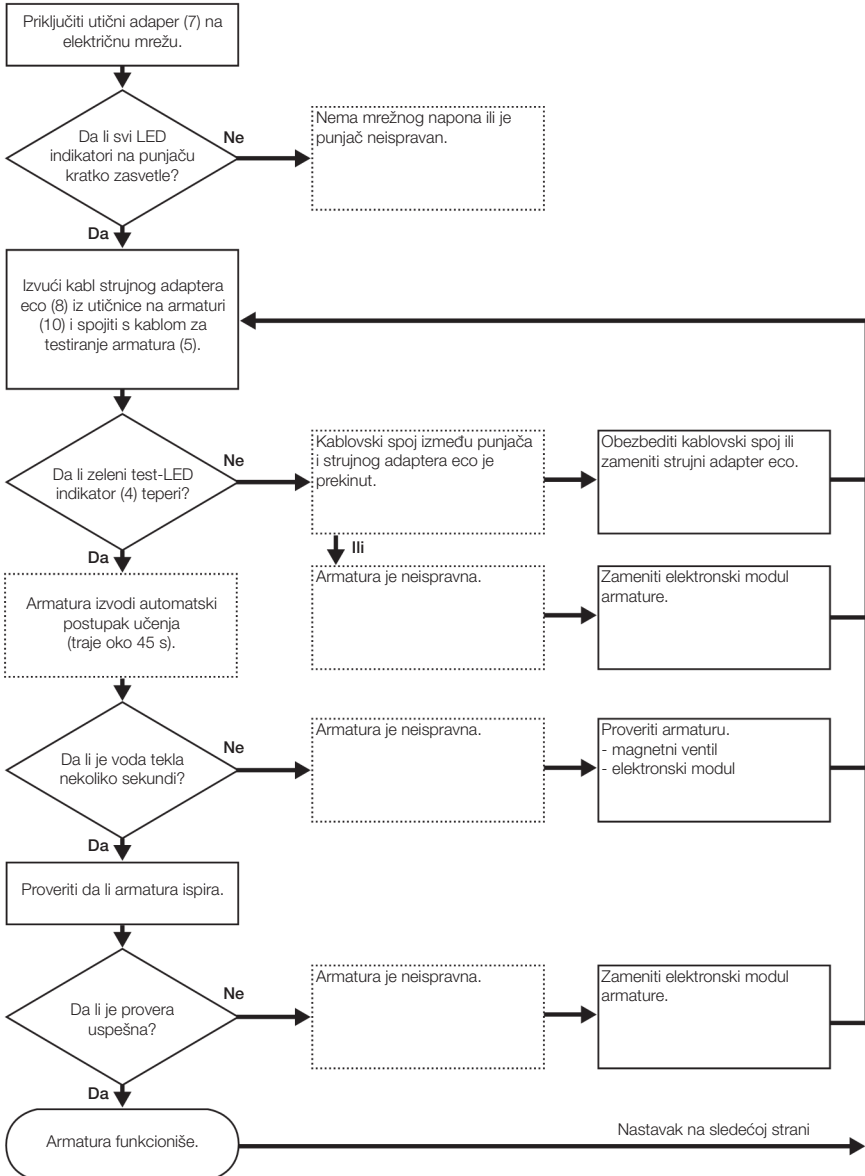 Priključiti utični adaper (7) na
električnu mrežu.
Da li svi LED
indikatori na punjaču
kratko zasvetle?
Ne
Nema mrežnog napona ili je
punjač neispravan.
Da
Izvući kabl strujnog adaptera
eco (8) iz utičnice na armaturi
(10) i spojiti s kablom za
testiranje armatura (5).
Da li zeleni test-LED
indikator (4) teperi?
Ne
Kablovski spoj između punjača
i strujnog adaptera eco je
prekinut.
Obezbediti kablovski spoj ili
zameniti strujni adapter eco.
Ili
Armatura je neispravna.
Zameniti elektronski modul
armature.
Da
Armatura izvodi automatski
postupak učenja
(traje oko 45 s).
Da li je voda tekla
nekoliko sekundi?
Ne
Armatura je neispravna.
Proveriti armaturu.
- magnetni ventil
- elektronski modul
Da
Proveriti da li armatura ispira.
Da li je provera
uspešna?
Ne
Armatura je neispravna.
Zameniti elektronski modul
armature.
Da
Armatura funkcioniše.
Nastavak na sledećoj strani